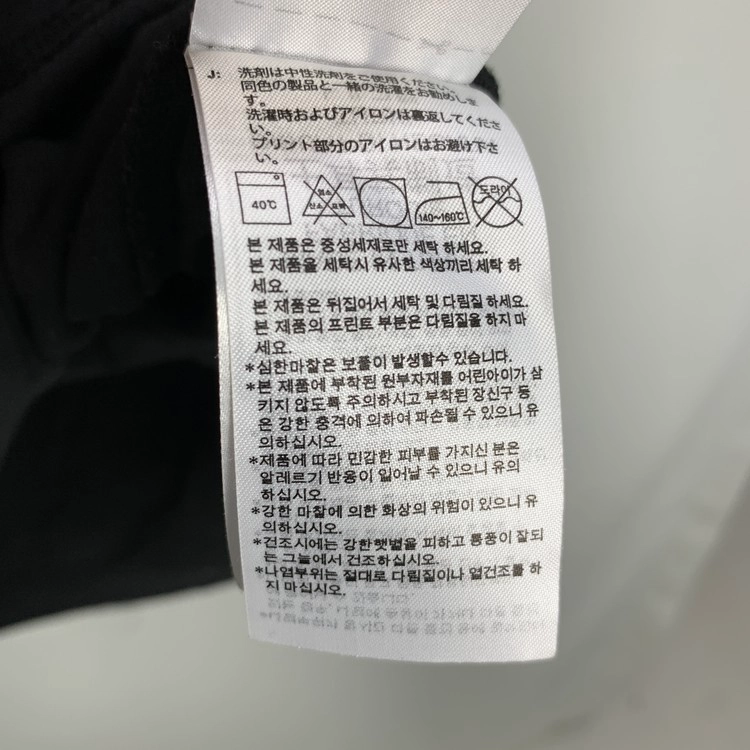 J: 洗剤は中性洗剤をご使用ください。
同色の製品と一緒の洗濯をお勧めしま
す。
洗濯時およびアイロンは裏返してくださ
い。
プリント部分のアイロンはお避け下さ
い。
40℃
염소
산소 표백
140~160℃
드라이
본 제품은 중성세제로만 세탁 하세요.
본 제품을 세탁시 유사한 색상끼리 세탁 하
세요.
본 제품은 뒤집어서 세탁 및 다림질 하세요.
본 제품의 프린트 부분은 다림질을 하지 마
세요.
*심한마찰은 보풀이 발생할수 있습니다.
*본 제품에 부착된 원부자재를 어린아이가 삼
키지 않도록 주의하시고 부착된 장신구 등
은 강한 충격에 의하여 파손될 수 있으니 유
의하십시오.
*제품에 따라 민감한 피부를 가지신 분은
알레르기 반응이 일어날 수 있으니 유의
하십시오.
*강한 마찰에 의한 화상의 위험이 있으니 유
의하십시오.
*건조시에는 강한햇볕을 피하고 통풍이 잘되
는 그늘에서 건조하십시오.
*나염부위는 절대로 다림질이나 열건조를 하
지 마십시오.